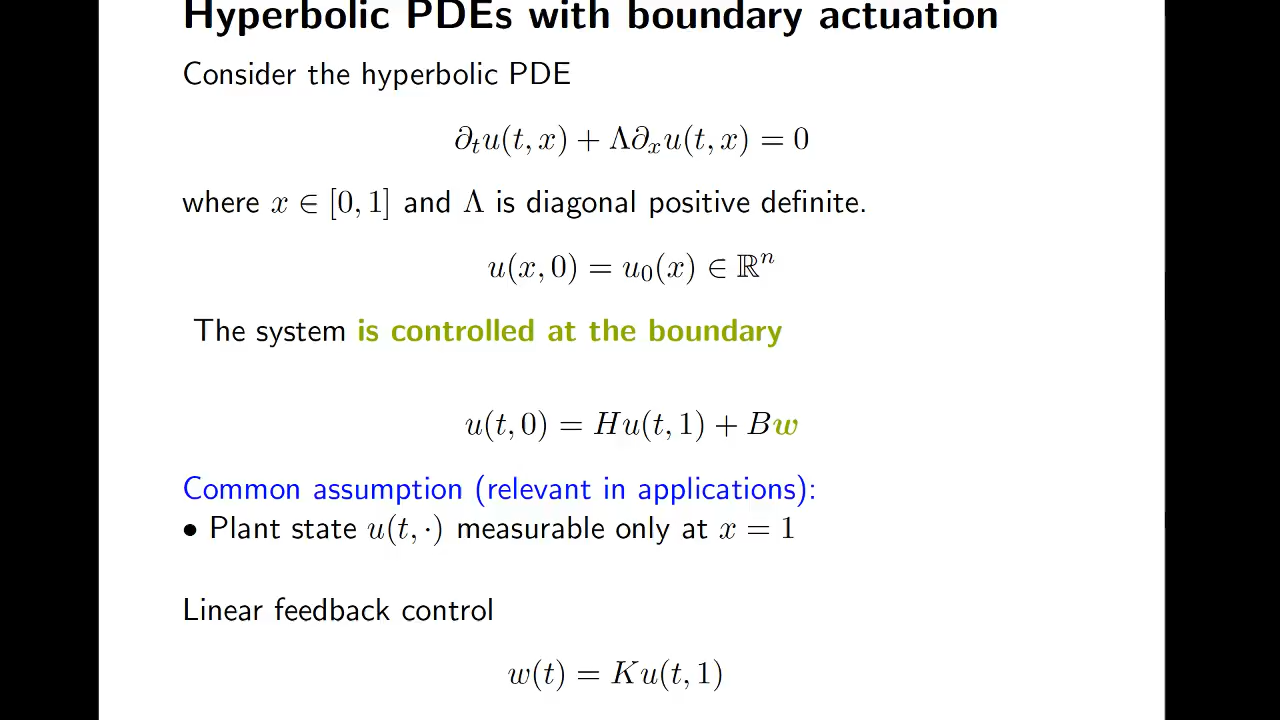 Hyperbolic PDEs with boundary actuation
Consider the hyperbolic PDE
∂ₜu(t, x) + Λ∂ₓu(t, x) = 0
where x ∈ [0, 1] and Λ is diagonal positive definite.
u(x, 0) = u₀(x) ∈ ℝⁿ
The system is controlled at the boundary
u(t, 0) = Hu(t, 1) + Bw
Common assumption (relevant in applications):
• Plant state u(t, ·) measurable only at x = 1
Linear feedback control
w(t) = Ku(t, 1)